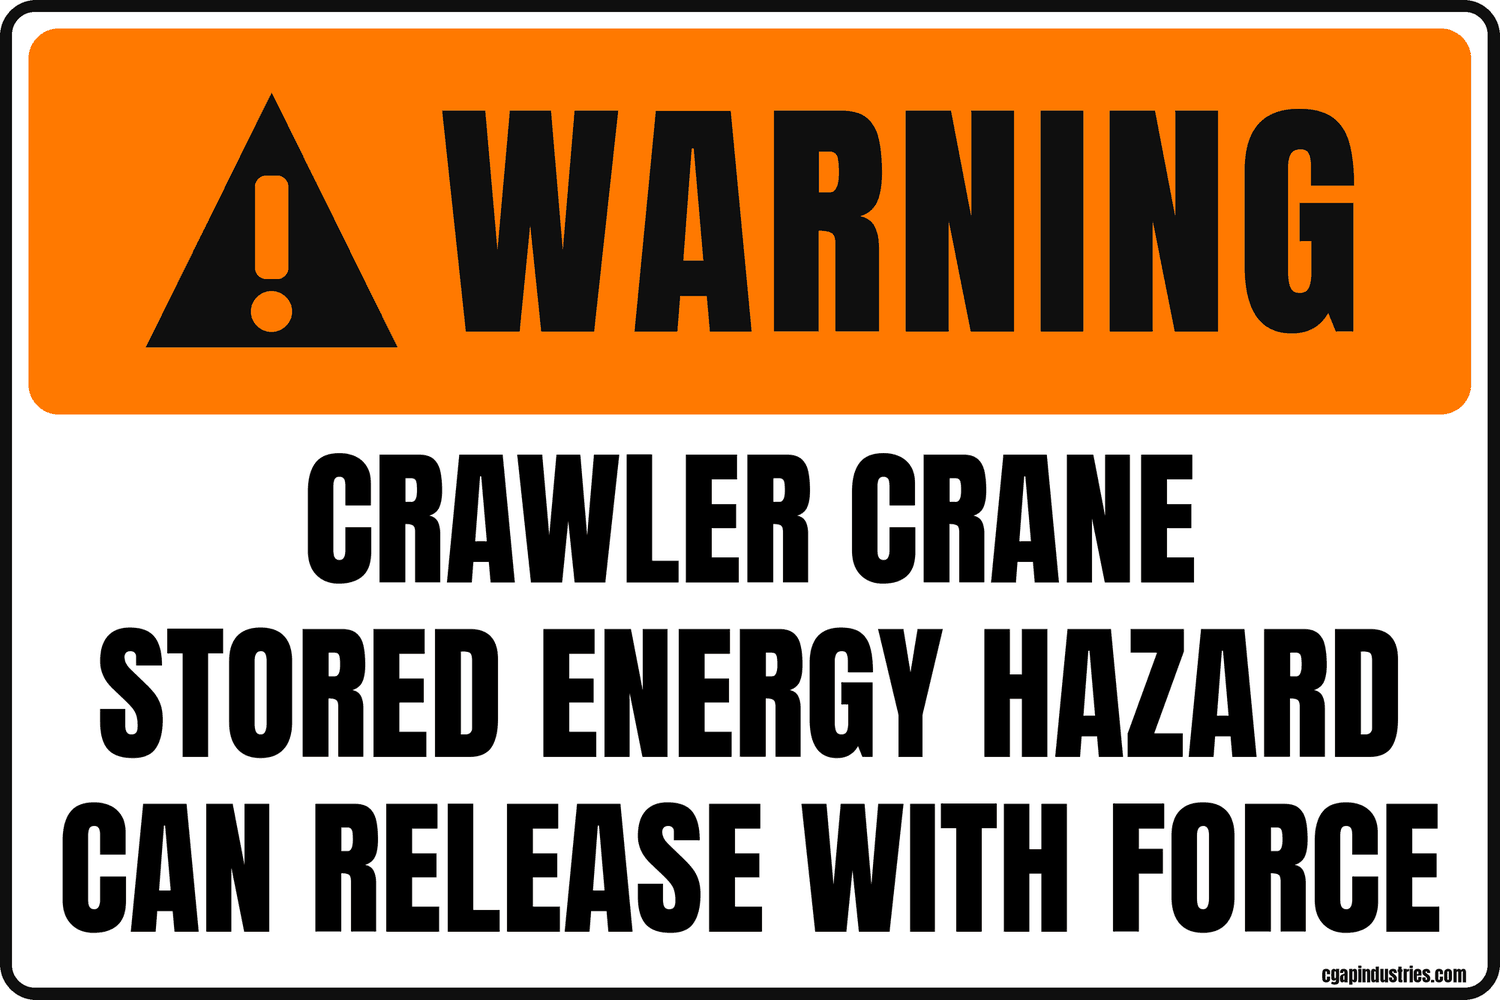 WARNING
CRAWLER CRANE
STORED ENERGY HAZARD
CAN RELEASE WITH FORCE
cgapindustries.com